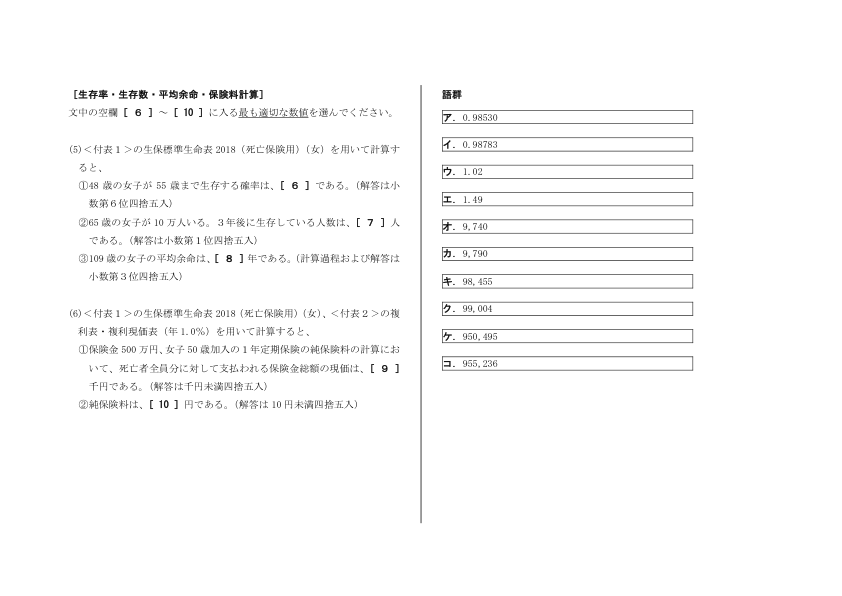 ［生存率・生存数・平均余命・保険料計算］
文中の空欄［ ６ ］～［ 10 ］に入る最も適切な数値を選んでください。
(5)＜付表１＞の生保標準生命表 2018（死亡保険用）（女）を用いて計算す
ると、
①48 歳の女子が 55 歳まで生存する確率は、［ ６ ］である。（解答は小
数第６位四捨五入）
②65 歳の女子が 10 万人いる。３年後に生存している人数は、［ ７ ］人
である。（解答は小数第１位四捨五入）
③109 歳の女子の平均余命は、［ ８ ］年である。（計算過程および解答は
小数第３位四捨五入）
(6)＜付表１＞の生保標準生命表 2018（死亡保険用）（女）、＜付表２＞の複
利表・複利現価表（年 1.0％）を用いて計算すると、
①保険金 500 万円、女子 50 歳加入の１年定期保険の純保険料の計算にお
いて、死亡者全員分に対して支払われる保険金総額の現価は、［ ９ ］
千円である。（解答は千円未満四捨五入）
②純保険料は、［ 10 ］円である。（解答は 10 円未満四捨五入）
語群
ア．0.98530
イ．0.98783
ウ．1.02
エ．1.49
オ．9,740
カ．9,790
キ．98,455
ク．99,004
ケ．950,495
コ．955,236